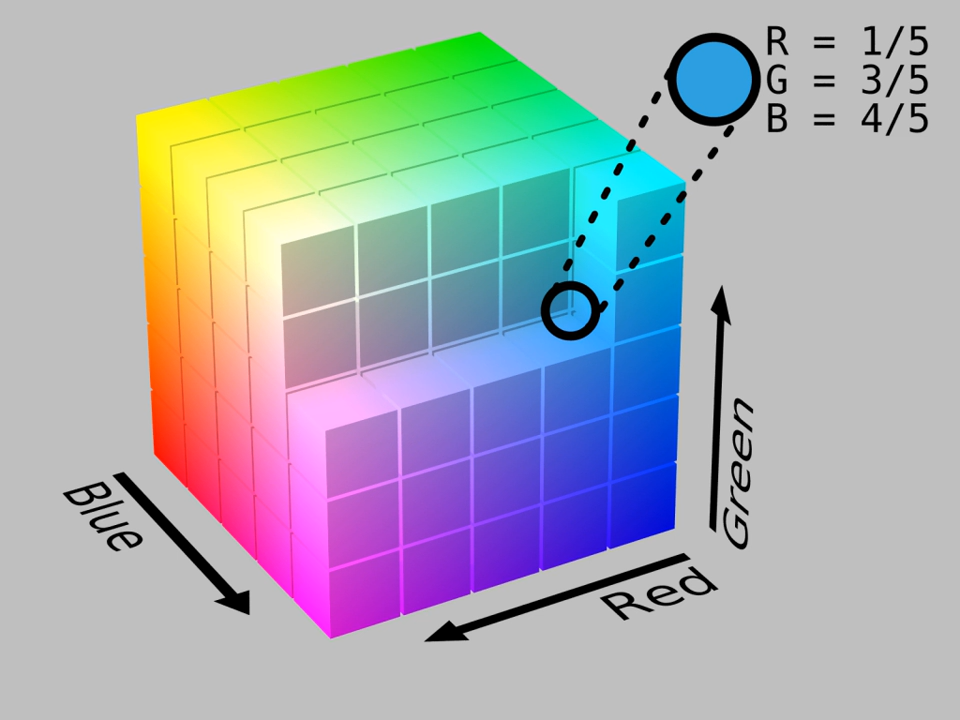 R = 1/5
G = 3/5
B = 4/5
Blue
Green
Red